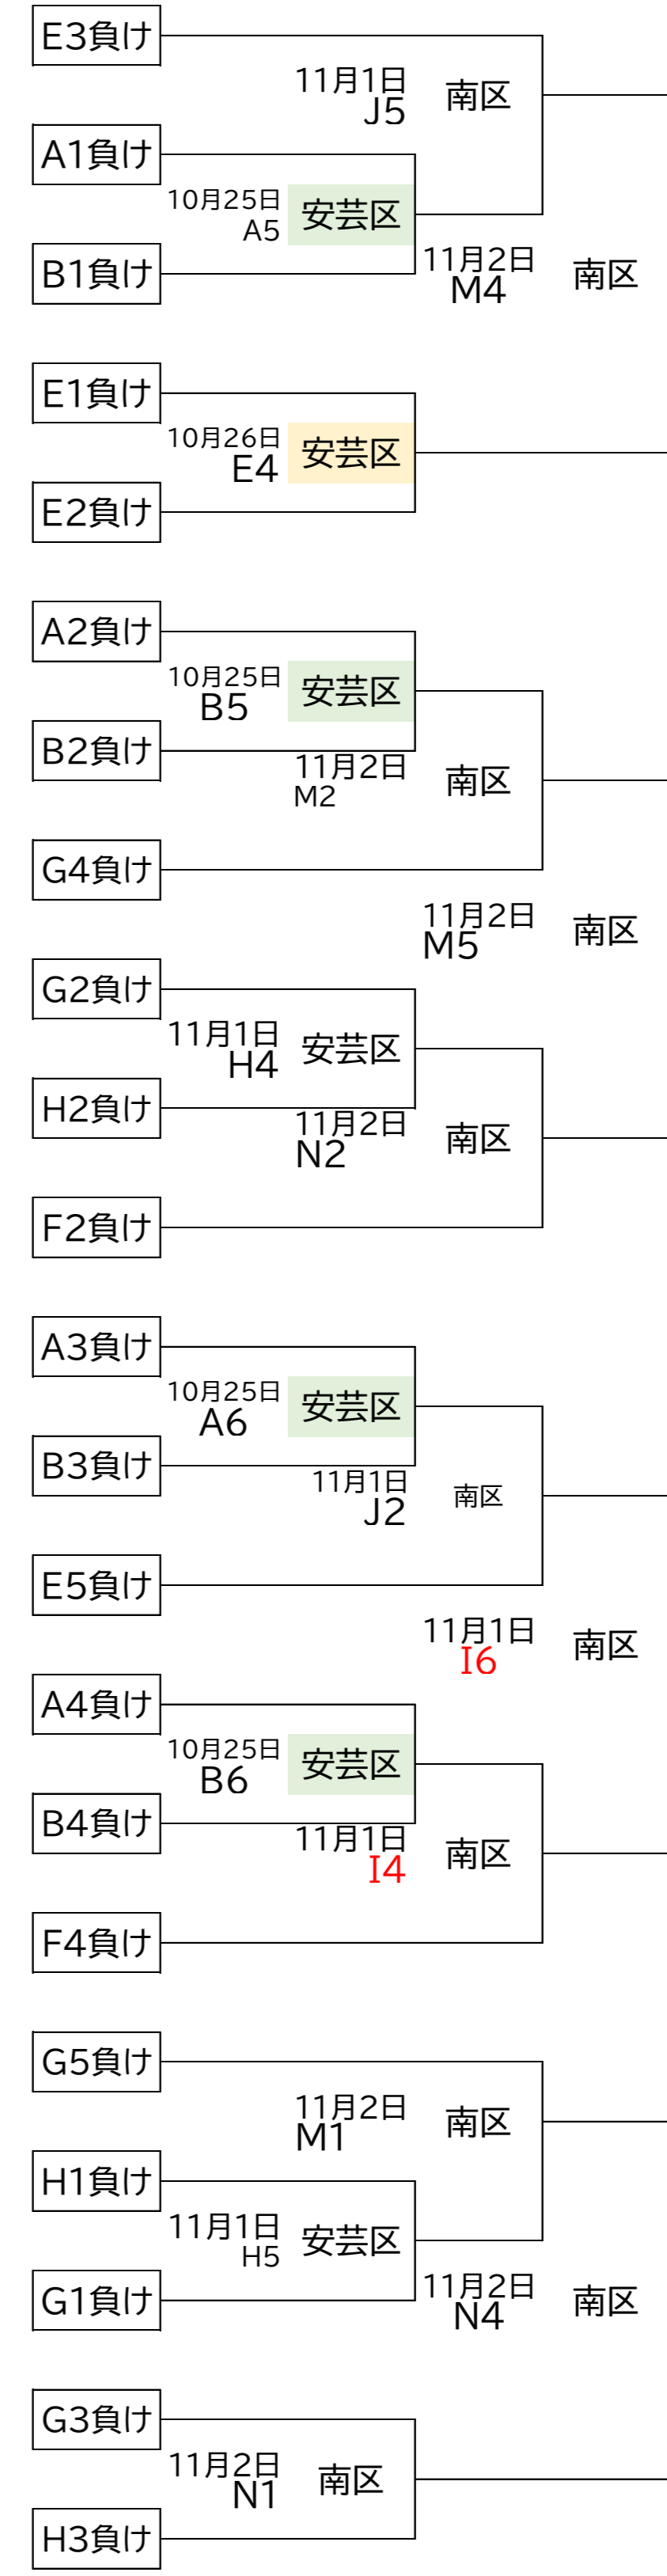 E3負け
11月1日
J5
南区
A1負け
10月25日
A5
安芸区
B1負け
11月2日
M4
南区
E1負け
10月26日
E4
安芸区
E2負け
A2負け
10月25日
B5
安芸区
B2負け
11月2日
M2
南区
G4負け
11月2日
M5
南区
G2負け
11月1日
H4
安芸区
H2負け
11月2日
N2
南区
F2負け
A3負け
10月25日
A6
安芸区
B3負け
11月1日
J2
南区
E5負け
11月1日
I6
南区
A4負け
10月25日
B6
安芸区
B4負け
11月1日
I4
南区
F4負け
G5負け
11月2日
M1
南区
H1負け
11月1日
H5
安芸区
G1負け
11月2日
N4
南区
G3負け
11月2日
N1
南区
H3負け